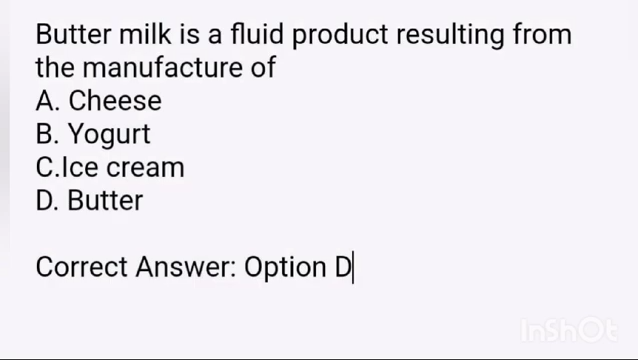 Butter milk is a fluid product resulting from
the manufacture of
A. Cheese
B. Yogurt
C.Ice cream
D. Butter
Correct Answer: Option D
InShOt